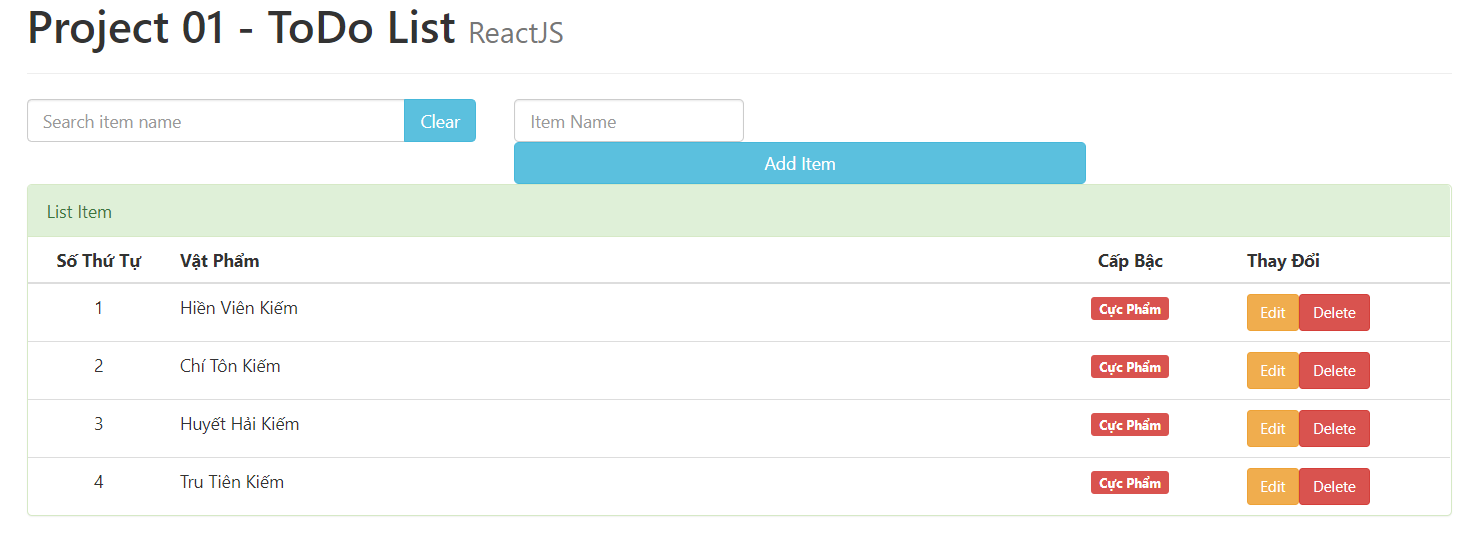 Project 01 - ToDo List ReactJS
Search item name Clear Item Name
Add Item
List Item
Số Thứ Tự Vật Phẩm Cấp Bậc Thay Đổi
1 Hiền Viên Kiếm Cực Phẩm Edit Delete
2 Chí Tôn Kiếm Cực Phẩm Edit Delete
3 Huyết Hải Kiếm Cực Phẩm Edit Delete
4 Tru Tiên Kiếm Cực Phẩm Edit Delete